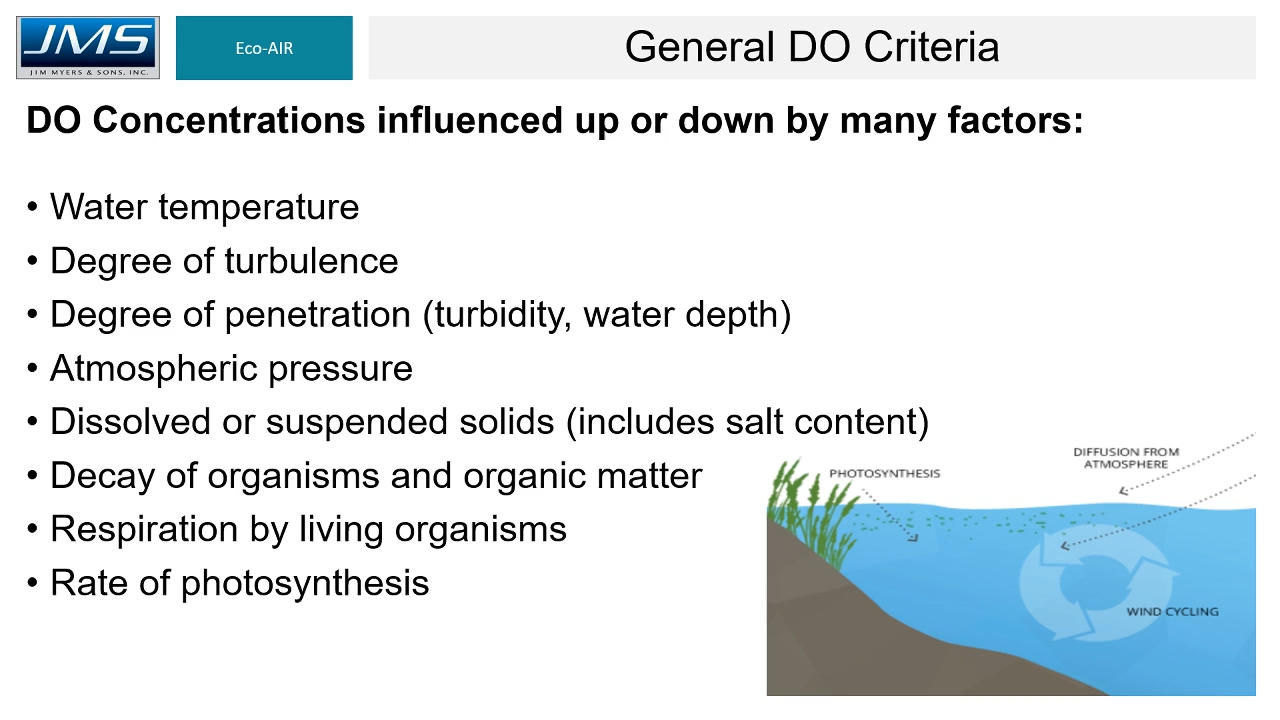 JMS
JIM MYERS & SONS, INC.
Eco-AIR
General DO Criteria
DO Concentrations influenced up or down by many factors:
• Water temperature
• Degree of turbulence
• Degree of penetration (turbidity, water depth)
• Atmospheric pressure
• Dissolved or suspended solids (includes salt content)
• Decay of organisms and organic matter
• Respiration by living organisms
• Rate of photosynthesis
PHOTOSYNTHESIS
DIFFUSION FROM
ATMOSPHERE
WIND CYCLING